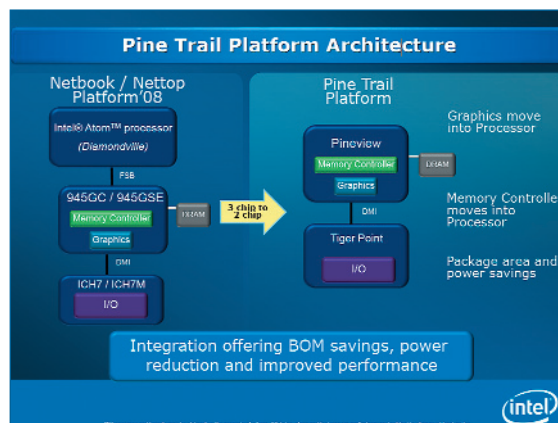 Pine Trail Platform Architecture
Netbook / Nettop
Platform'08
Intel® Atom™ processor
(Diamondville)
FSB
945GC / 945GSE
Memory Controller
DRAM
Graphics
DMI
ICH7 / ICH7M
I/O
3 chip to
2 chip
Pine Trail
Platform
Pineview
Memory Controller
DRAM
Graphics
DMI
Tiger Point
I/O
Graphics move
into Processor
Memory Controlle
moves into
Processor
Package area and
power savings
Integration offering BOM savings, power
reduction and improved performance
intel